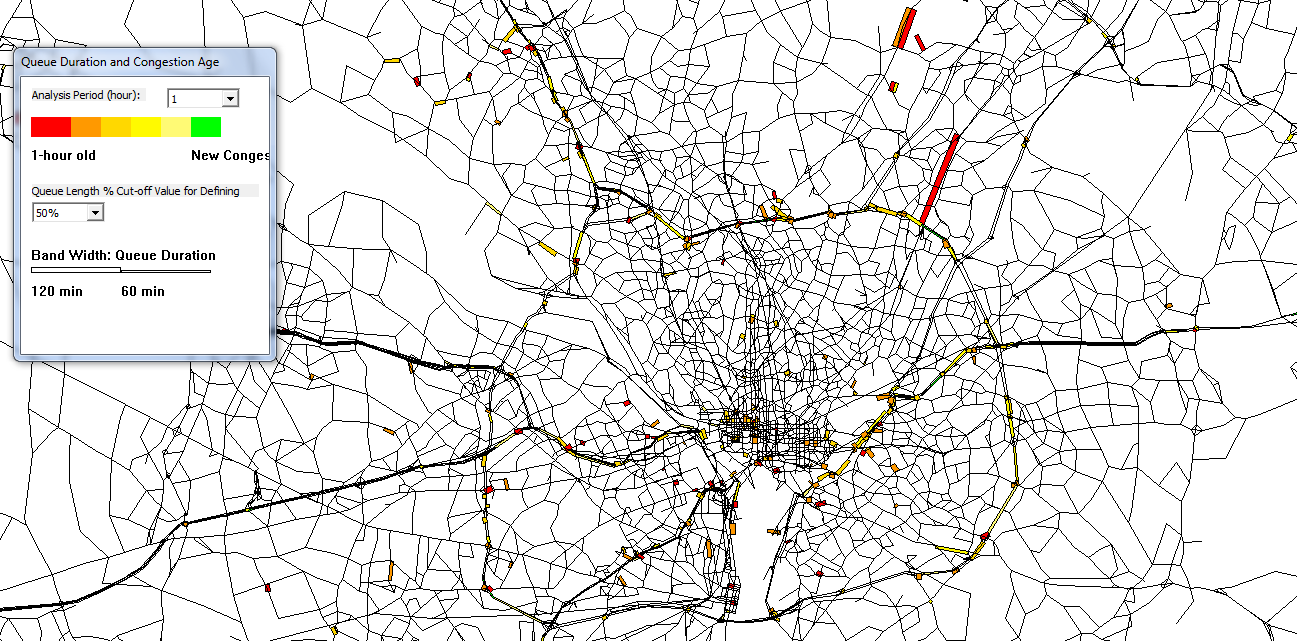 Queue Duration and Congestion Age
Analysis Period (hour): 1
1-hour old New Conges
Queue Length % Cut-off Value for Defining
50%
Band Width: Queue Duration
120 min 60 min